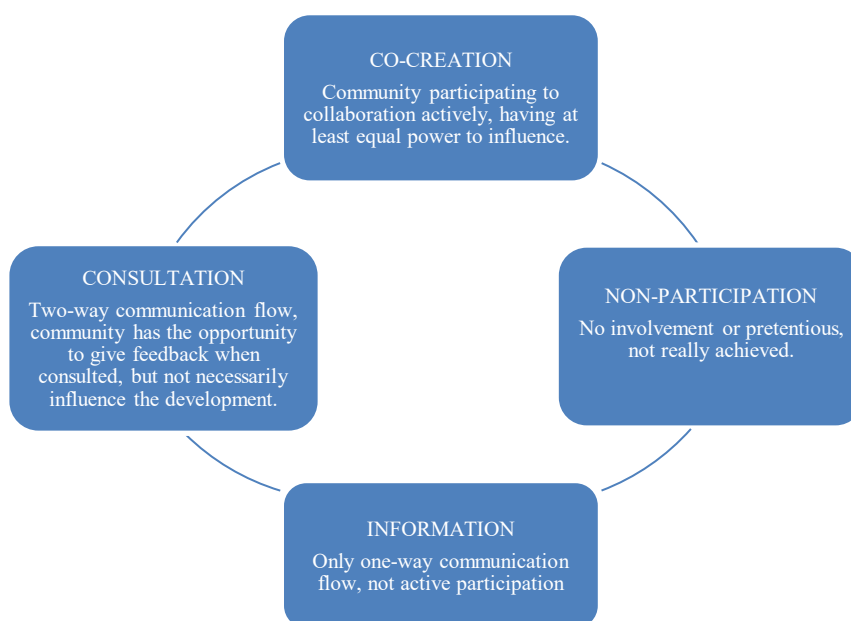 CO-CREATION
Community participating to
collaboration actively, having at
least equal power to influence.
CONSULTATION
Two-way communication flow,
community has the opportunity
to give feedback when
consulted, but not necessarily
influence the development.
NON-PARTICIPATION
No involvement or pretentious,
not really achieved.
INFORMATION
Only one-way communication
flow, not active participation